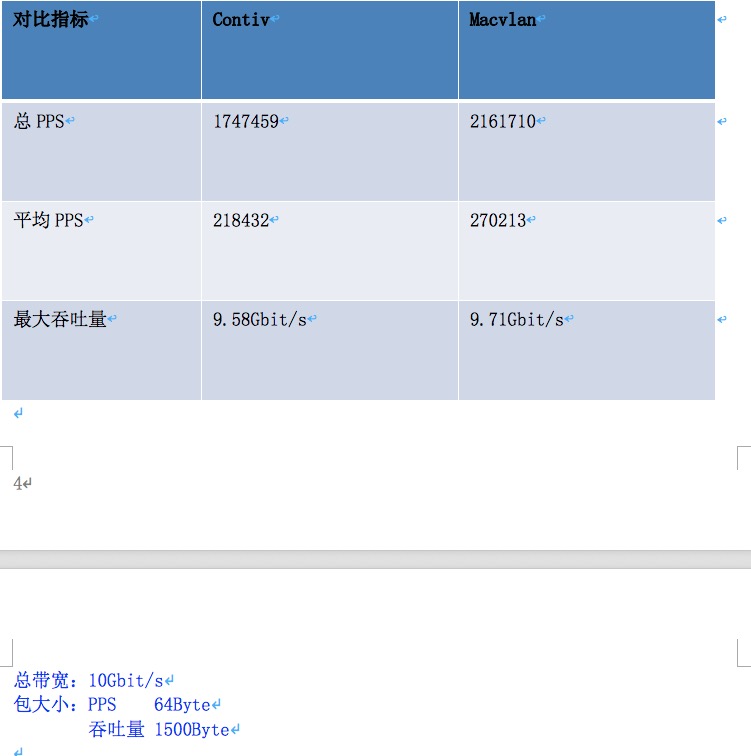 对比指标 Contiv Macvlan
总 PPS 1747459 2161710
平均 PPS 218432 270213
最大吞吐量 9.58Gbit/s 9.71Gbit/s
4
总带宽：10Gbit/s
包大小：PPS 64Byte
吞吐量 1500Byte